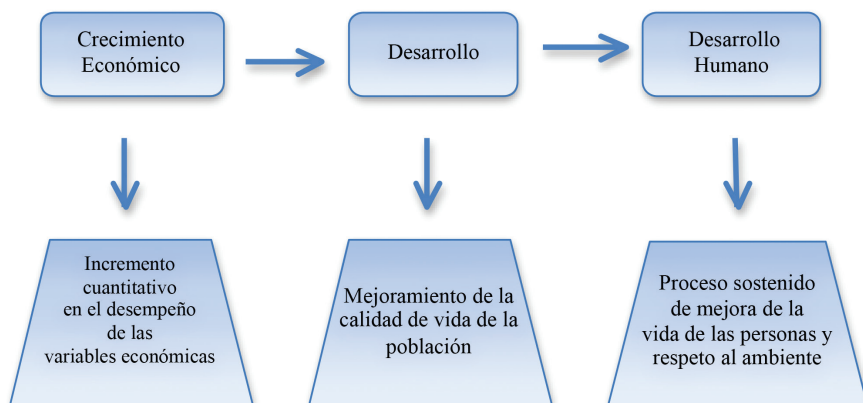 Crecimiento
Económico
Desarrollo
Desarrollo
Humano
Incremento
cuantitativo
en el desempeño
de las
variables económicas
Mejoramiento de la
calidad de vida de la
población
Proceso sostenido
de mejora de la
vida de las personas y
respeto al ambiente